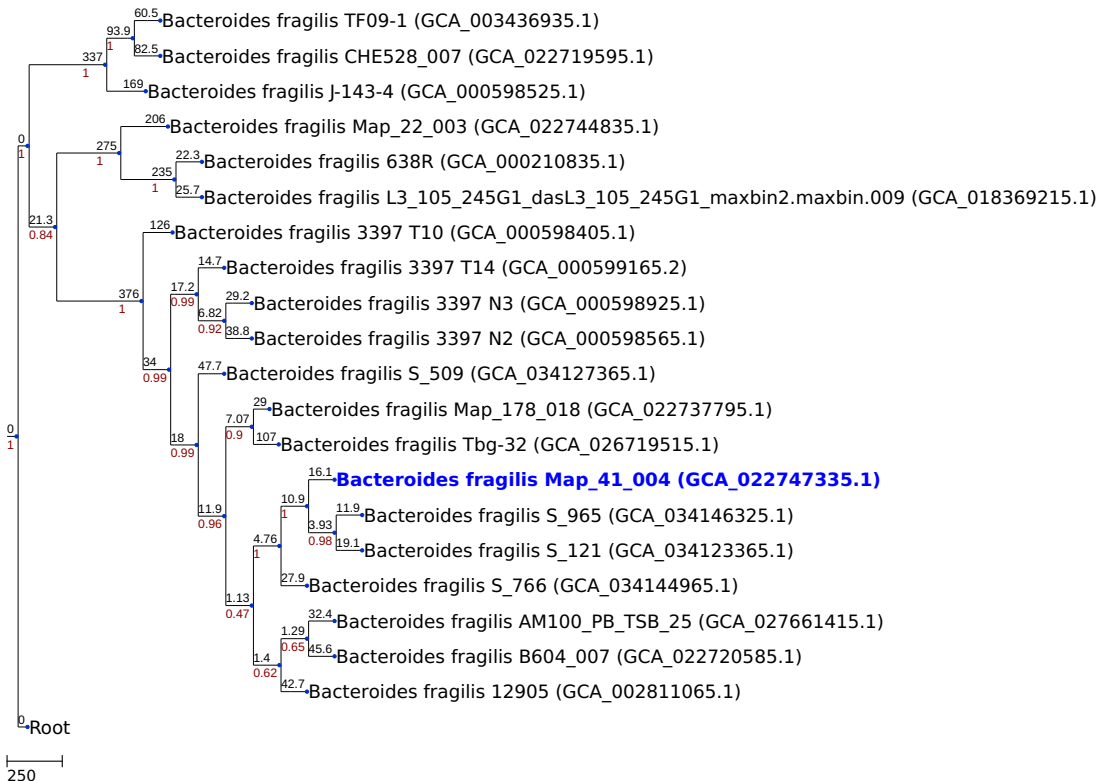 60.5 Bacteroides fragilis TF09-1 (GCA_003436935.1)
93.9
1
82.5 Bacteroides fragilis CHE528_007 (GCA_022719595.1)
337
1
169 Bacteroides fragilis J-143-4 (GCA_000598525.1)
206 Bacteroides fragilis Map_22_003 (GCA_022744835.1)
0
1
275
1
22.3 Bacteroides fragilis 638R (GCA_000210835.1)
235
1
25.7 Bacteroides fragilis L3_105_245G1_dasL3_105_245G1_maxbin2.maxbin.009 (GCA_018369215.1)
21.3
0.84
126 Bacteroides fragilis 3397 T10 (GCA_000598405.1)
14.7 Bacteroides fragilis 3397 T14 (GCA_000599165.2)
376
1
17.2
0.99
29.2 Bacteroides fragilis 3397 N3 (GCA_000598925.1)
6.82
0.92
38.8 Bacteroides fragilis 3397 N2 (GCA_000598565.1)
34
0.99
47.7 Bacteroides fragilis S_509 (GCA_034127365.1)
29 Bacteroides fragilis Map_178_018 (GCA_022737795.1)
7.07
0.9
0
1
18
0.99
107 Bacteroides fragilis Tbg-32 (GCA_026719515.1)
16.1 Bacteroides fragilis Map_41_004 (GCA_022747335.1)
10.9
1
11.9 Bacteroides fragilis S_965 (GCA_034146325.1)
11.9
0.96
3.93
0.98
19.1 Bacteroides fragilis S_121 (GCA_034123365.1)
4.76
1
27.9 Bacteroides fragilis S_766 (GCA_034144965.1)
1.13
0.47
32.4 Bacteroides fragilis AM100_PB_TSB_25 (GCA_027661415.1)
1.29
0.65
45.6 Bacteroides fragilis B604_007 (GCA_022720585.1)
1.4
0.62
42.7 Bacteroides fragilis 12905 (GCA_002811065.1)
0 Root
250